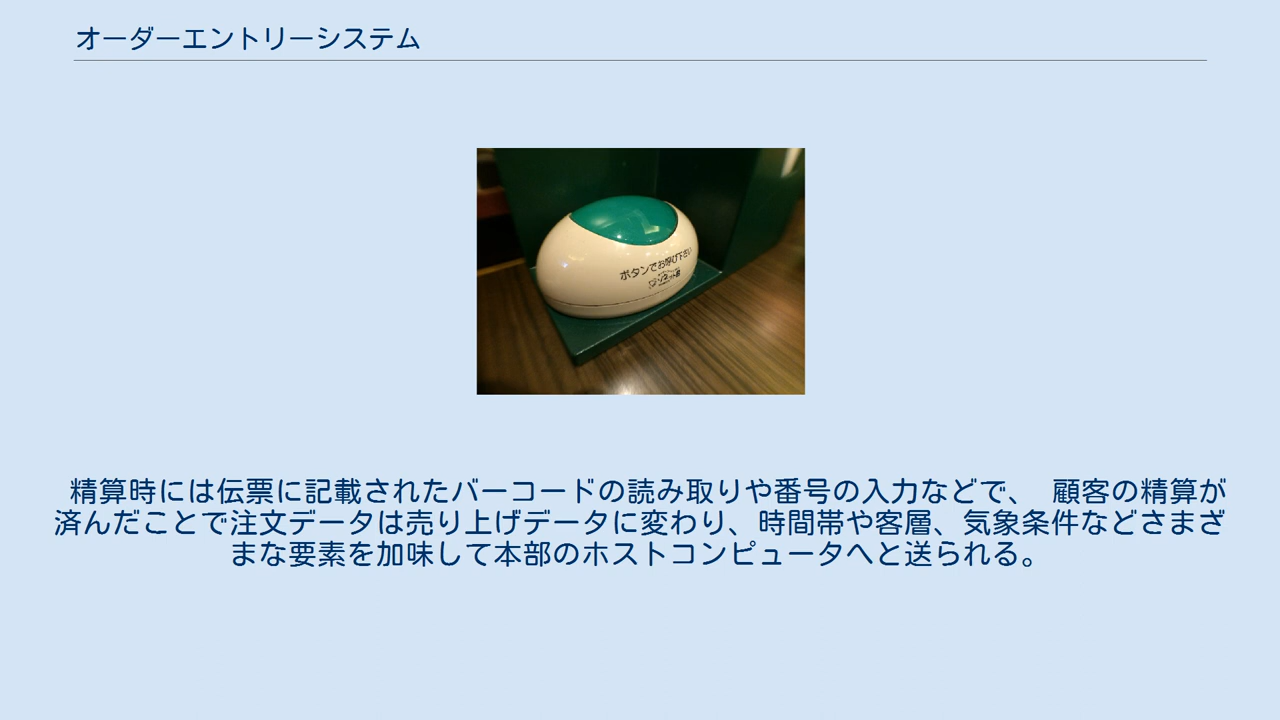 オーダーエントリーシステム
ボタンでお呼び下さい
精算時には伝票に記載されたバーコードの読み取りや番号の入力などで、 顧客の精算が
済んだことで注文データは売り上げデータに変わり、時間帯や客層、気象条件などさまざ
まな要素を加味して本部のホストコンピュータへと送られる。